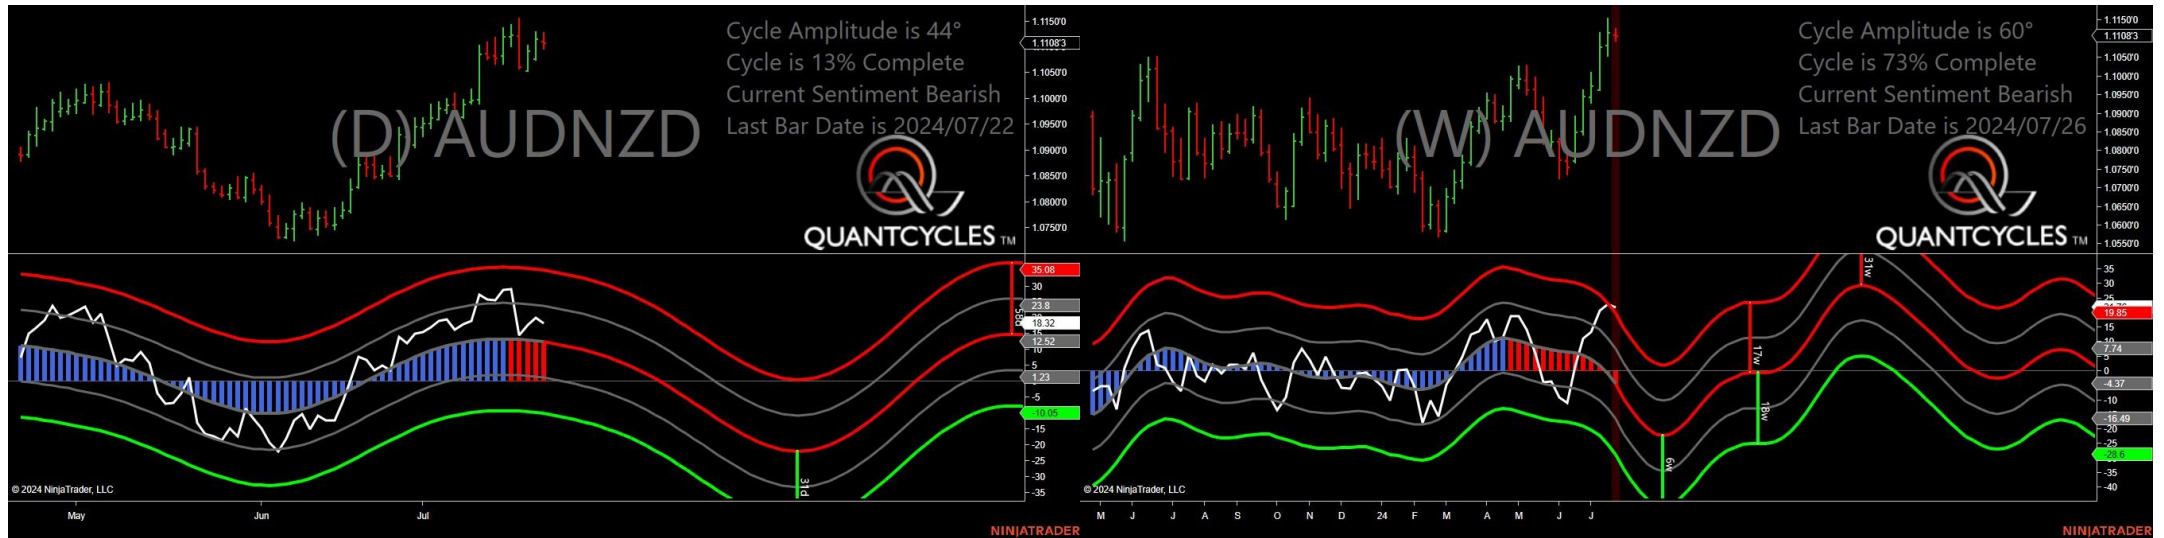 (D) AUDNZD
Cycle Amplitude is 44°
Cycle is 13% Complete
Current Sentiment Bearish
Last Bar Date is 2024/07/22
QUANTCYCLES TM
1.1150'0
1.1108'3
1.1050'0
1.1000'0
1.0950'0
1.0900'0
1.0850'0
1.0800'0
1.0750'0
35.08
30
23.8
18.32
15
12.52
10
5
1.23
-5
-10.05
-15
-20
-25
-30
-35
58d
31d
© 2024 NinjaTrader, LLC
May Jun Jul
NINJATRADER
(W) AUDNZD
Cycle Amplitude is 60°
Cycle is 73% Complete
Current Sentiment Bearish
Last Bar Date is 2024/07/26
QUANTCYCLES TM
1.1150'0
1.1108'3
1.1050'0
1.1000'0
1.0950'0
1.0900'0
1.0850'0
1.0800'0
1.0750'0
1.0700'0
1.0650'0
1.0600'0
1.0550'0
35
30
25
19.85
15
7.74
5
0
-4.37
-10
-16.49
-25
-28.6
-35
-40
31w
17w
18w
6w
© 2024 NinjaTrader, LLC
M J J A S O N D 24 F M A M J J
NINJATRADER